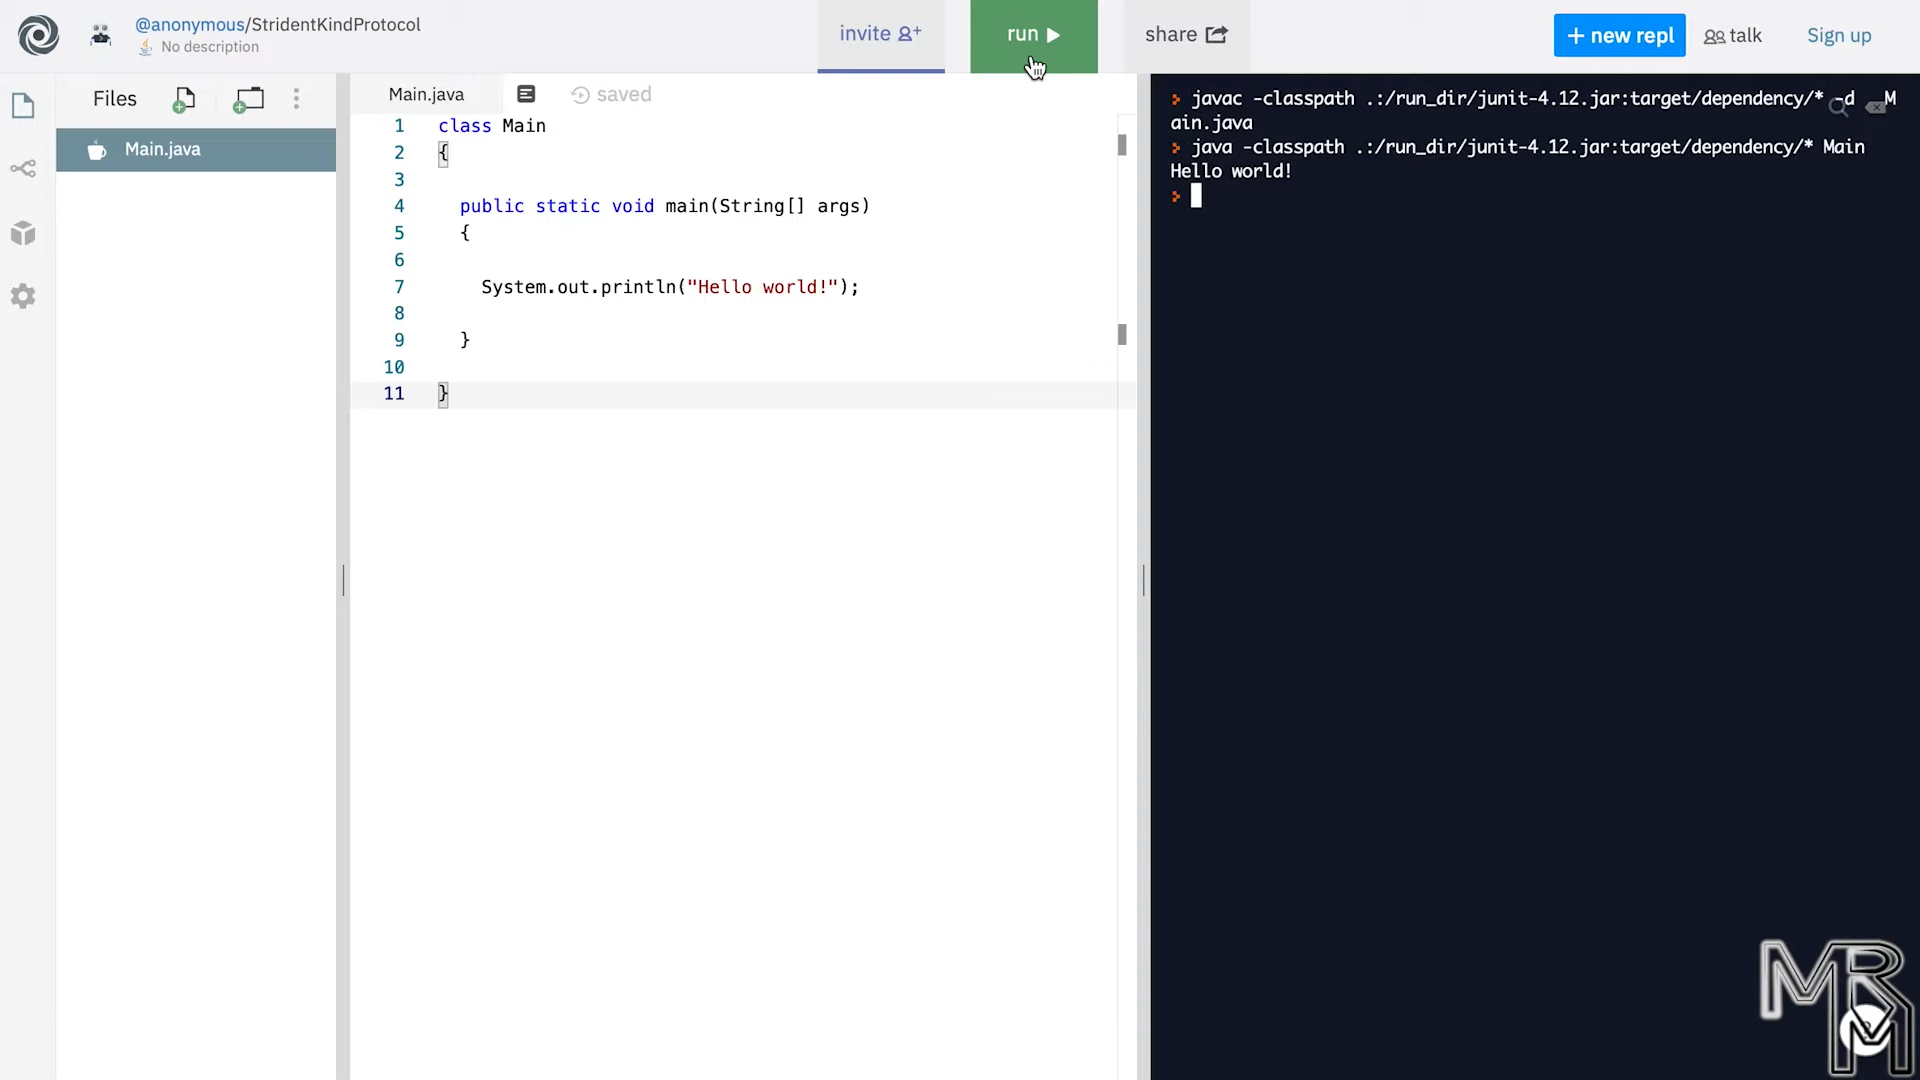 @anonymous/StridentKindProtocol
No description
invite
run
share
+ new repl
talk
Sign up
Files
Main.java
Main.java
saved
1 class Main
2 {
3
4 public static void main(String[] args)
5 {
6
7 System.out.println("Hello world!");
8
9 }
10
11 }
javac -classpath .:/run_dir/junit-4.12.jar:target/dependency/* -d M
ain.java
java -classpath .:/run_dir/junit-4.12.jar:target/dependency/* Main
Hello world!
MRM